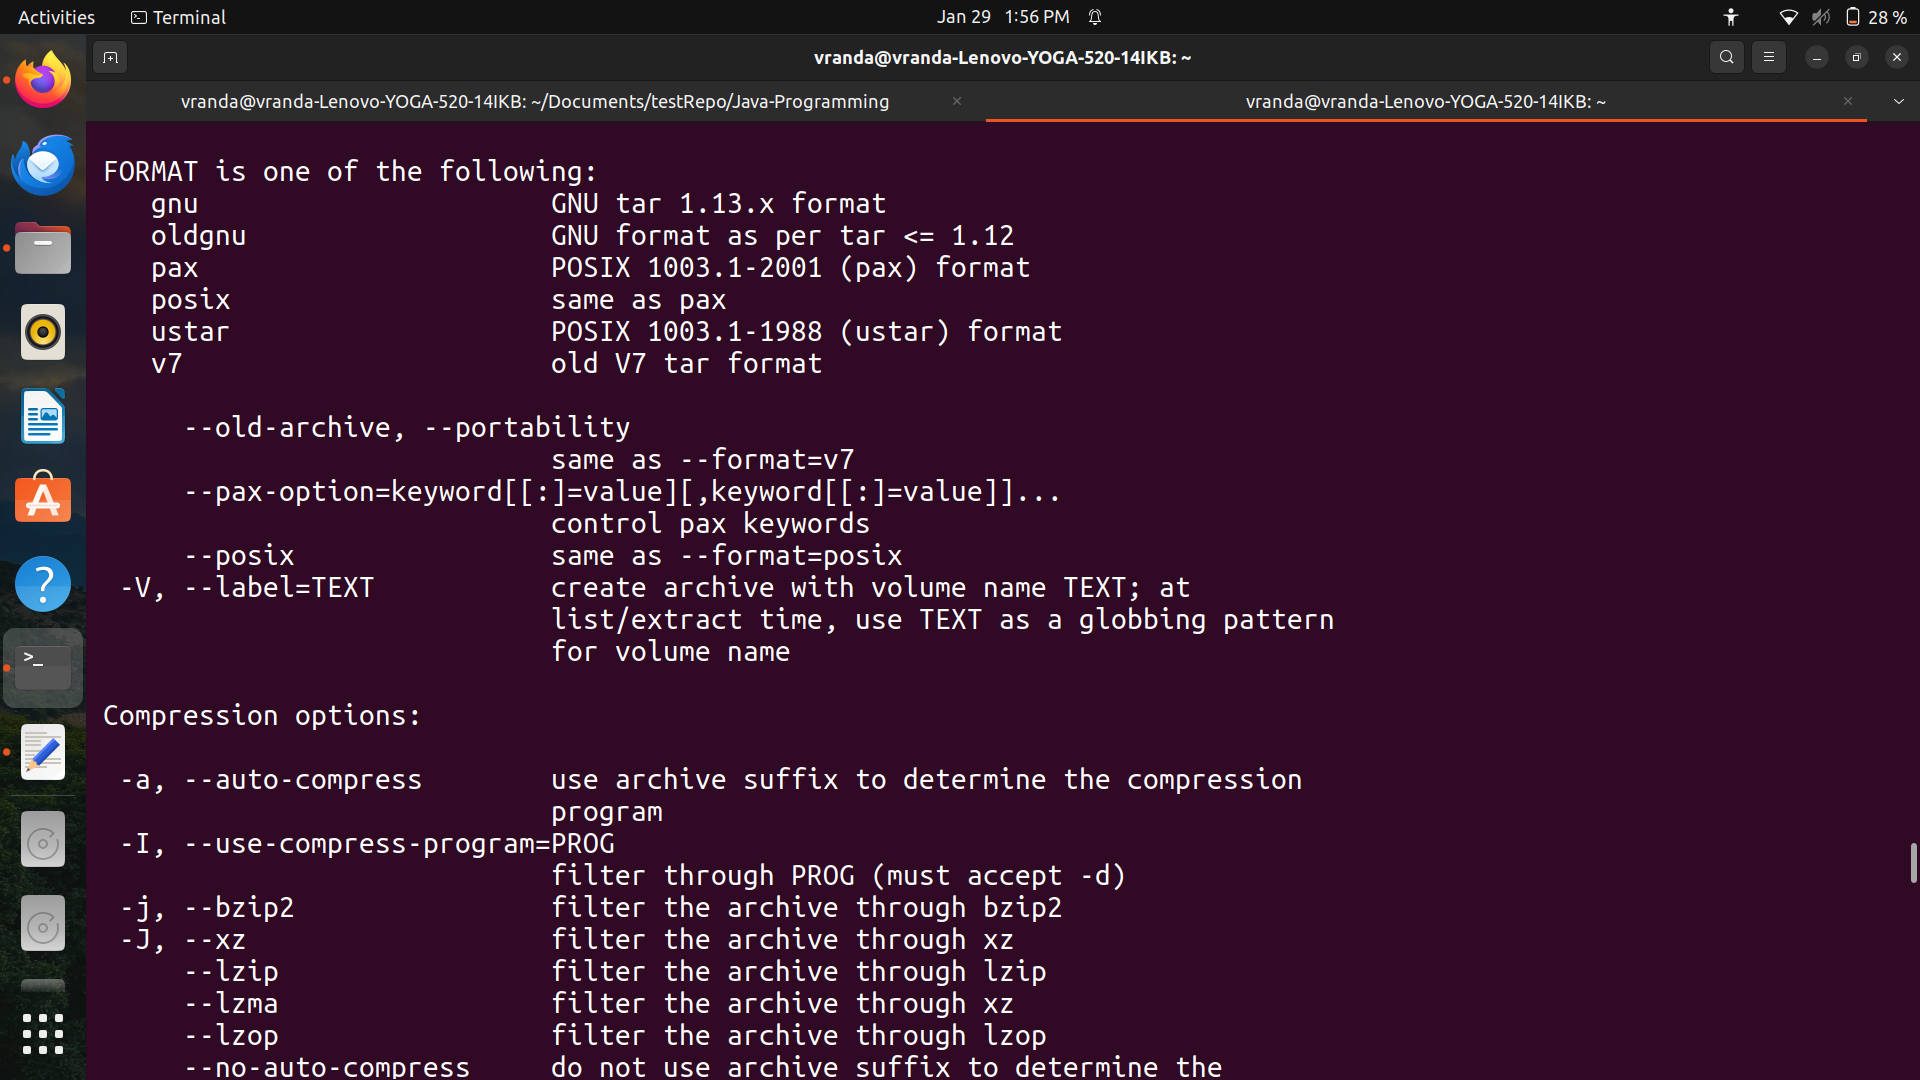 Activities Terminal Jan 29 1:56 PM 28 %
vranda@vranda-Lenovo-YOGA-520-14IKB: ~
vranda@vranda-Lenovo-YOGA-520-14IKB: ~/Documents/testRepo/Java-Programming vranda@vranda-Lenovo-YOGA-520-14IKB: ~
FORMAT is one of the following:
gnu GNU tar 1.13.x format
oldgnu GNU format as per tar <= 1.12
pax POSIX 1003.1-2001 (pax) format
posix same as pax
ustar POSIX 1003.1-1988 (ustar) format
v7 old V7 tar format
--old-archive, --portability
same as --format=v7
--pax-option=keyword[[:]=value][,keyword[[:]=value]]...
control pax keywords
--posix same as --format=posix
-V, --label=TEXT create archive with volume name TEXT; at
list/extract time, use TEXT as a globbing pattern
for volume name
Compression options:
-a, --auto-compress use archive suffix to determine the compression
program
-I, --use-compress-program=PROG
filter through PROG (must accept -d)
-j, --bzip2 filter the archive through bzip2
-J, --xz filter the archive through xz
--lzip filter the archive through lzip
--lzma filter the archive through xz
--lzop filter the archive through lzop
--no-auto-compress do not use archive suffix to determine the